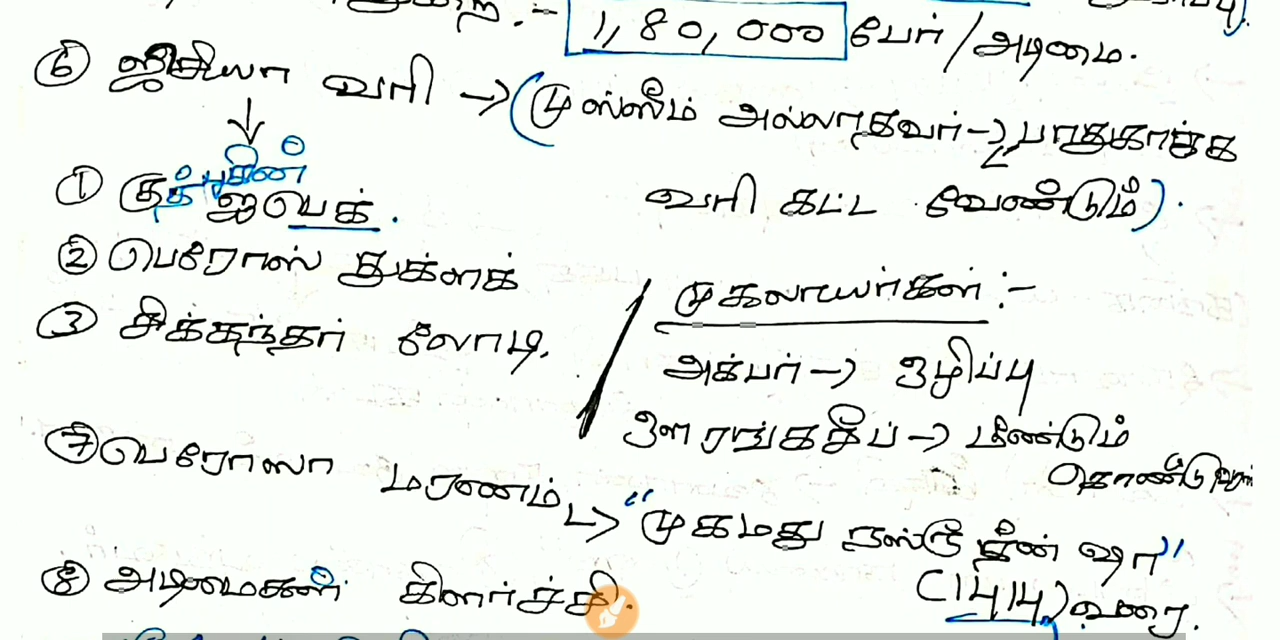 1,80,000 பேர் / அடிமை.
⑥ ஜிசியா வரி → (முஸ்லீம் அல்லாதவர் → பாதுகாக்க
வரி கட்ட வேண்டும்).
① குத்புதின் ஐபெக்.
② பெரோஸ் துக்ளக்
③ சிக்கந்தர் லோடி.
முகலாயர்கள் :-
அக்பர் → ஒழிப்பு
ஔரங்கசீப் → மீண்டும்
⑦ பெரோஸா மரணம் → "முகமது நஸ்ருதீன் ஷா"
(1414) வரை.
⑧ அடிமைகள் கிளர்ச்சி.